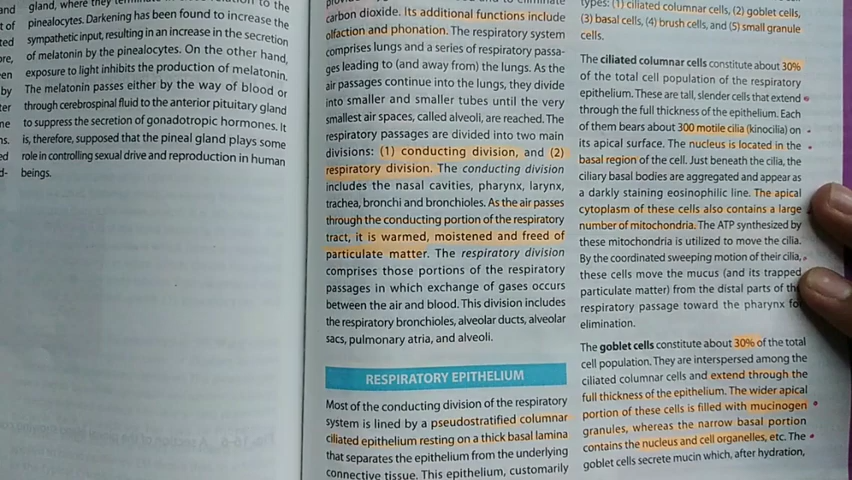 and
gland, where they
relation to the
t of
pinealocytes. Darkening has been found to increase the
ted
sympathetic input, resulting in an increase in the secretion
ore,
of melatonin by the pinealocytes. On the other hand,
een
exposure to light inhibits the production of melatonin.
by
The melatonin passes either by the way of blood or
ter
through cerebrospinal fluid to the anterior pituitary gland
ne
to suppress the secretion of gonadotropic hormones. It
ns.
is, therefore, supposed that the pineal gland plays some
ed
role in controlling sexual drive and reproduction in human
d-
beings.
carbon dioxide. Its additional functions include
olfaction and phonation. The respiratory system
comprises lungs and a series of respiratory passa-
ges leading to (and away from) the lungs. As the
air passages continue into the lungs, they divide
into smaller and smaller tubes until the very
smallest air spaces, called alveoli, are reached. The
respiratory passages are divided into two main
divisions: (1) conducting division, and (2)
respiratory division. The conducting division
includes the nasal cavities, pharynx, larynx,
trachea, bronchi and bronchioles. As the air passes
through the conducting portion of the respiratory
tract, it is warmed, moistened and freed of
particulate matter. The respiratory division
comprises those portions of the respiratory
passages in which exchange of gases occurs
between the air and blood. This division includes
the respiratory bronchioles, alveolar ducts, alveolar
sacs, pulmonary atria, and alveoli.
RESPIRATORY EPITHELIUM
Most of the conducting division of the respiratory
system is lined by a pseudostratified columnar
ciliated epithelium resting on a thick basal lamina
that separates the epithelium from the underlying
connective tissue. This epithelium, customarily
types: (1) ciliated columnar cells, (2) goblet cells,
(3) basal cells, (4) brush cells, and (5) small granule
cells.
The ciliated columnar cells constitute about 30%
of the total cell population of the respiratory
epithelium. These are tall, slender cells that extend
through the full thickness of the epithelium. Each
of them bears about 300 motile cilia (kinocilia) on
its apical surface. The nucleus is located in the
basal region of the cell. Just beneath the cilia, the
ciliary basal bodies are aggregated and appear as
a darkly staining eosinophilic line. The apical
cytoplasm of these cells also contains a large
number of mitochondria. The ATP synthesized by
these mitochondria is utilized to move the cilia.
By the coordinated sweeping motion of their cilia,
these cells move the mucus (and its trapped
particulate matter) from the distal parts of
respiratory passage toward the pharynx
elimination.
The goblet cells constitute about 30% of the total
cell population. They are interspersed among the
ciliated columnar cells and extend through the
full thickness of the epithelium. The wider apical
portion of these cells is filled with mucinogen
granules, whereas the narrow basal portion
contains the nucleus and cell organelles, etc. The
goblet cells secrete mucin which, after hydration,